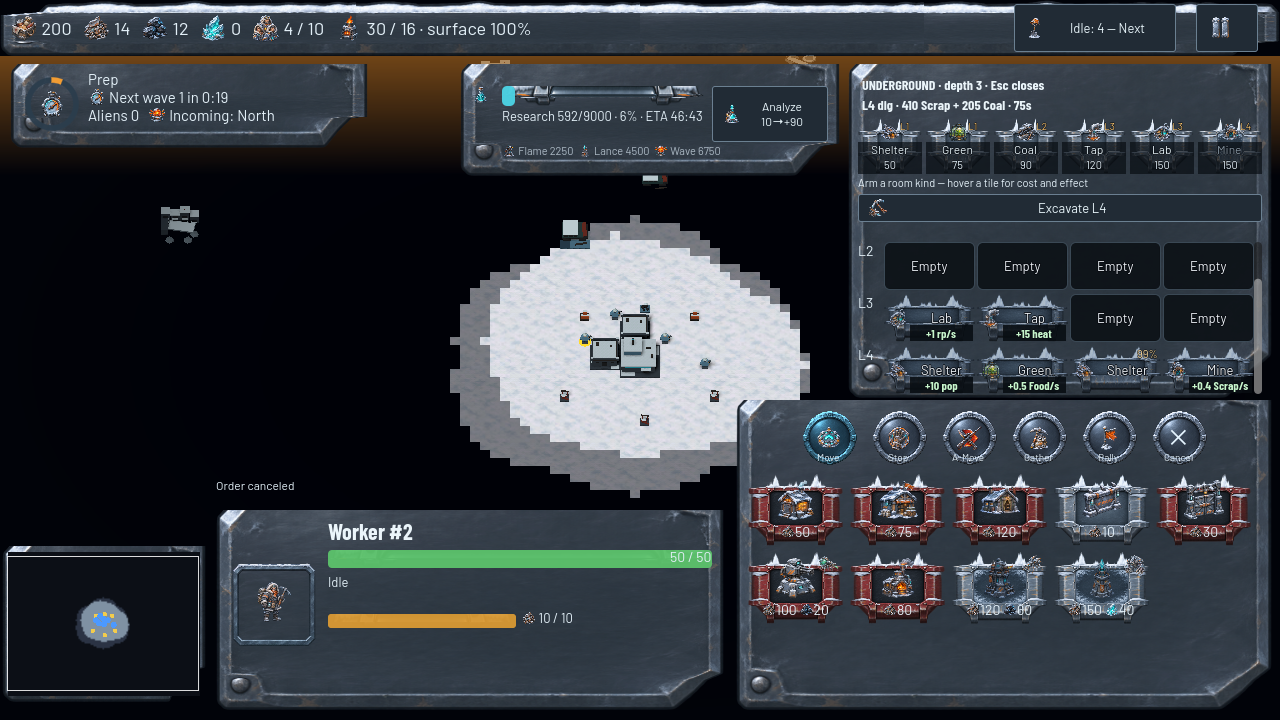 200 14 12 0 4 / 10 30 / 16 · surface 100%
Idle: 4 — Next
Prep
Next wave 1 in 0:19
Aliens 0 Incoming: North
Research 592/9000 · 6% · ETA 46:43
Analyze
10→+90
Flame 2250 Lance 4500 Wave 6750
UNDERGROUND · depth 3 · Esc closes
L4 dig · 410 Scrap + 205 Coal · 75s
Shelter Green Coal Tap Lab Mine
50 75 90 120 150 150
Arm a room kind — hover a tile for cost and effect
Excavate L4
L2 Empty Empty Empty Empty
L3 Lab Tap Empty Empty
+1 rp/s +15 heat
L4 Shelter Green Shelter 99% Mine
+10 pop +0.5 Food/s +0.4 Scrap/s
Move Stop A-Move Gather Rally Cancel
50 75 120 10 30
100 20 80 120 60 150 40
Order canceled
Worker #2
50 / 50
Idle
10 / 10